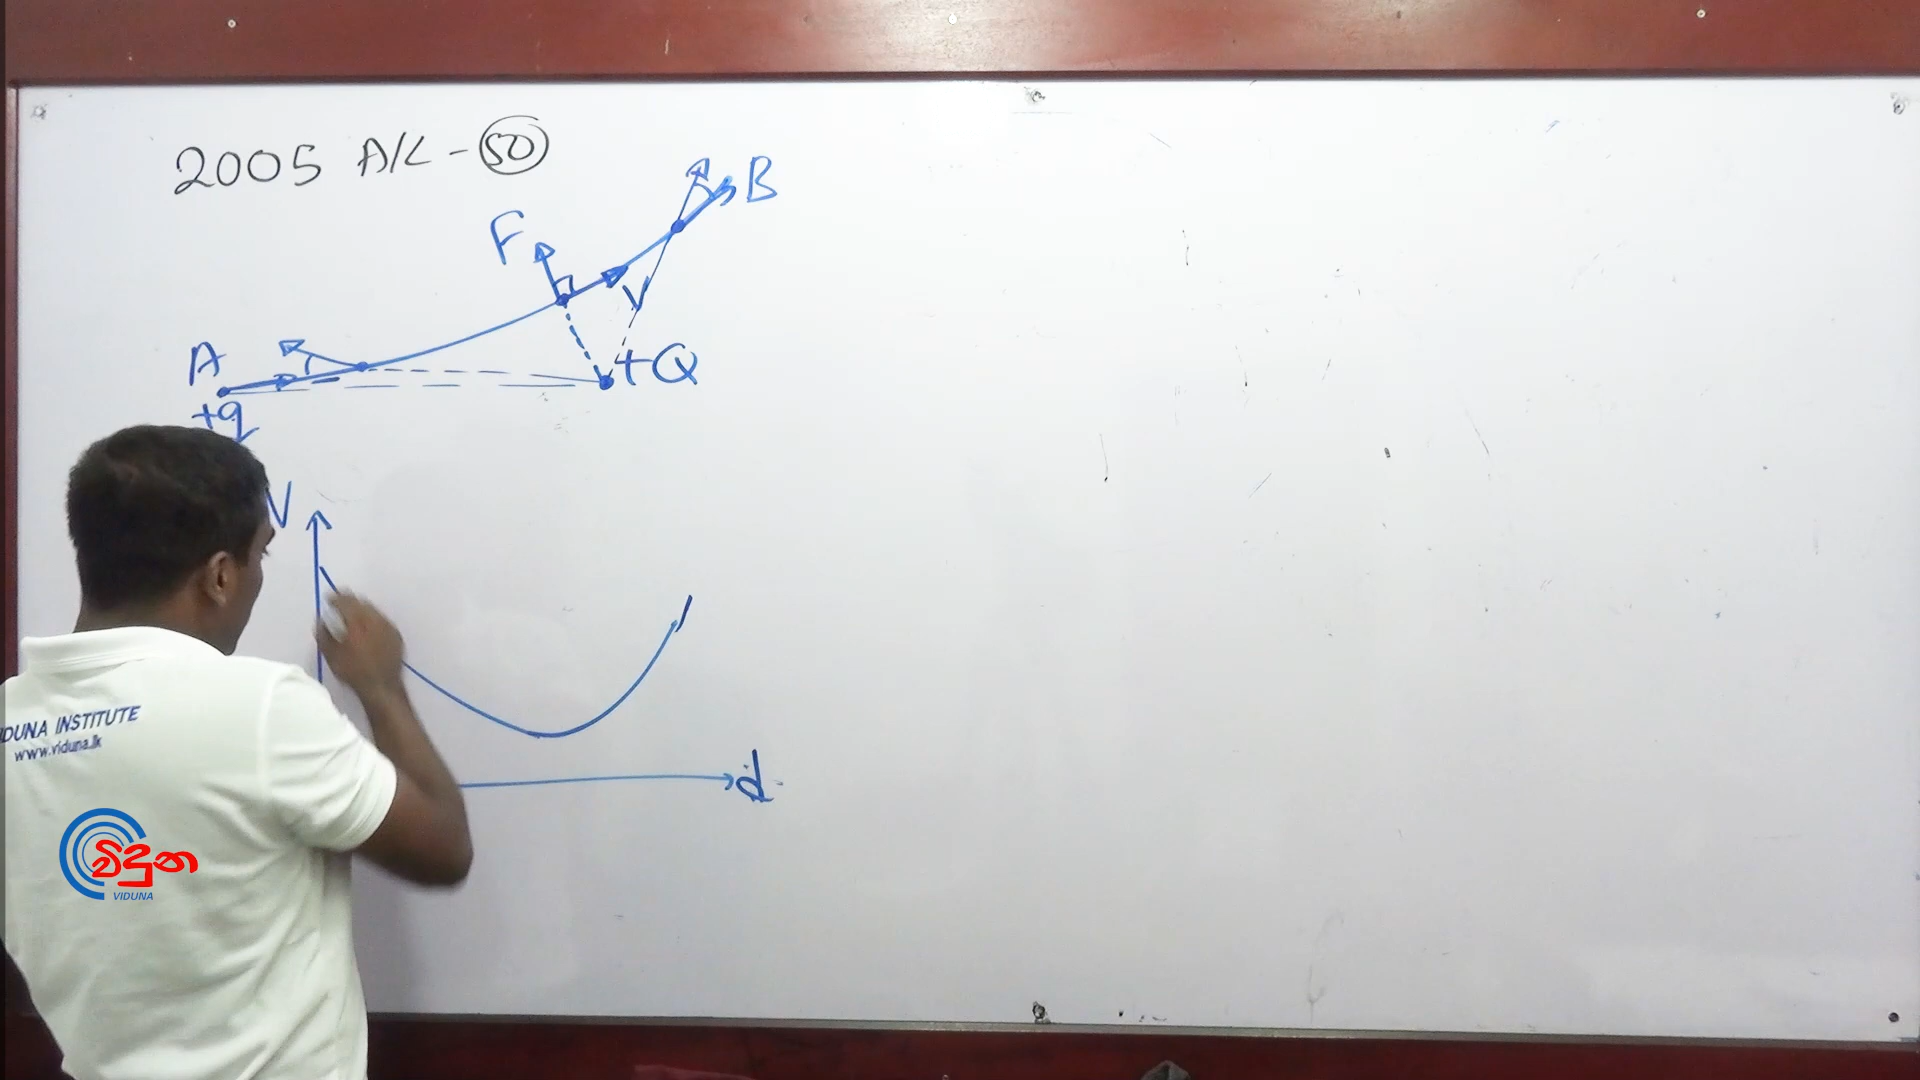 2005 A/L - 50
B
F
V
A
+Q
+q
V
d
VIDUNA INSTITUTE
www.viduna.lk
විදුන
VIDUNA